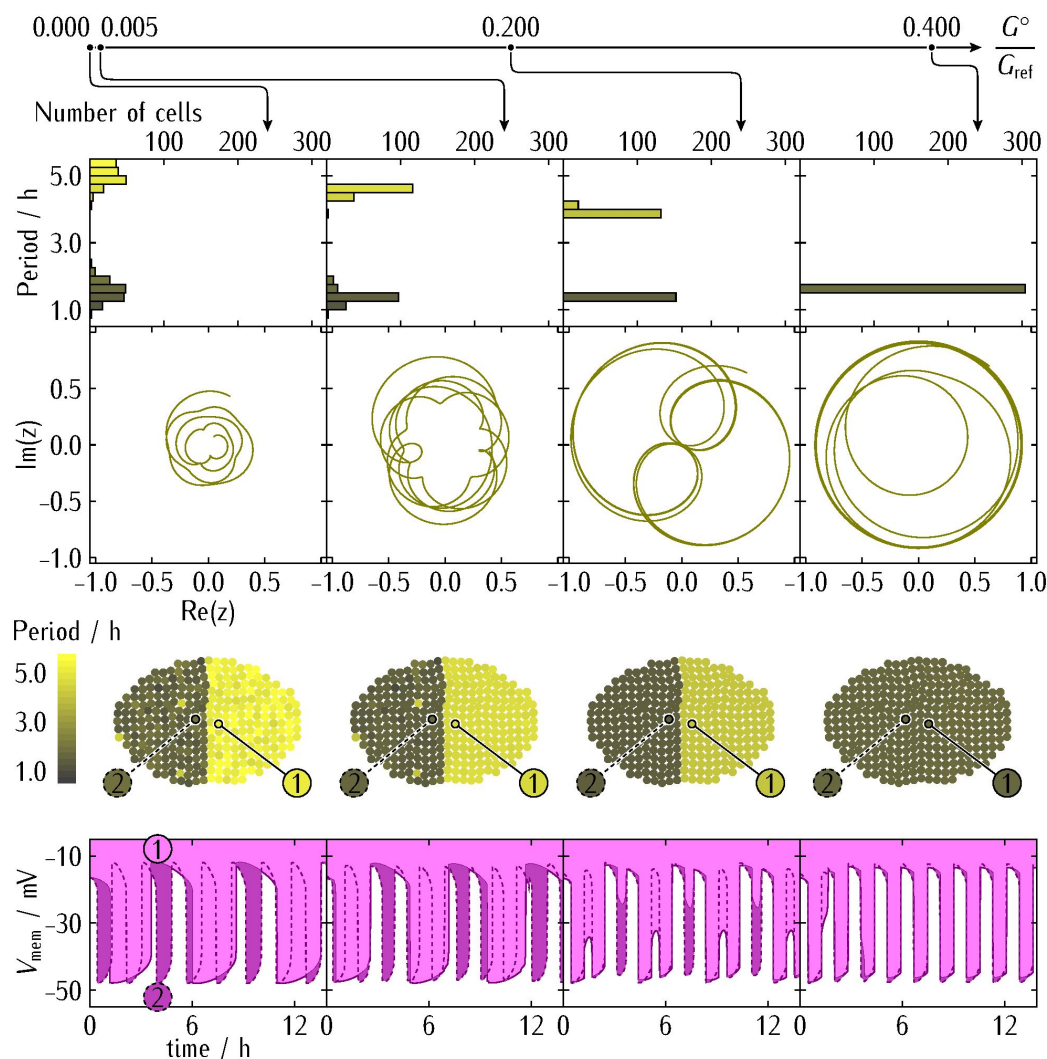 0.000 0.005 0.200 0.400 G°/G_ref
Number of cells
100 200 300 100 200 300 100 200 300 100 200 300
Period / h
5.0
3.0
1.0
Im(z)
0.5
0.0
−0.5
−1.0
−1.0 −0.5 0.0 0.5 −1.0 −0.5 0.0 0.5 −1.0 −0.5 0.0 0.5 −1.0 −0.5 0.0 0.5 1.0
Re(z)
Period / h
5.0
3.0
1.0
2 1 2 1 2 1 2 1
V_mem / mV
−10
−30
−50
1
2
0 6 12 0 6 12 0 6 12 0 6 12
time / h